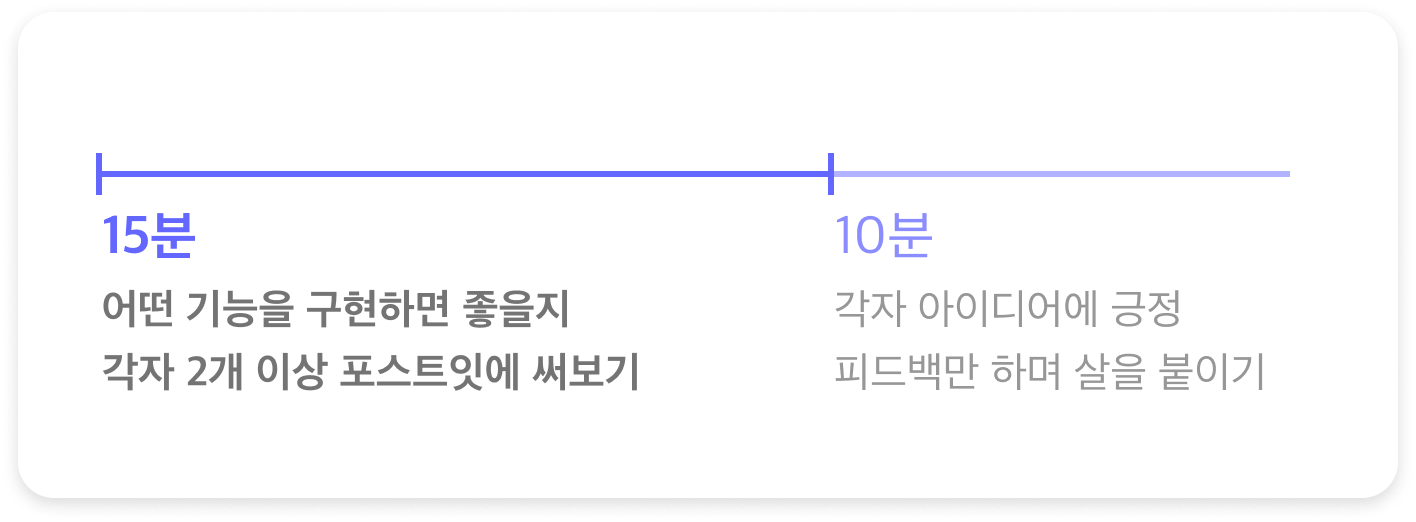 15분
어떤 기능을 구현하면 좋을지
각자 2개 이상 포스트잇에 써보기
10분
각자 아이디어에 긍정
피드백만 하며 살을 붙이기